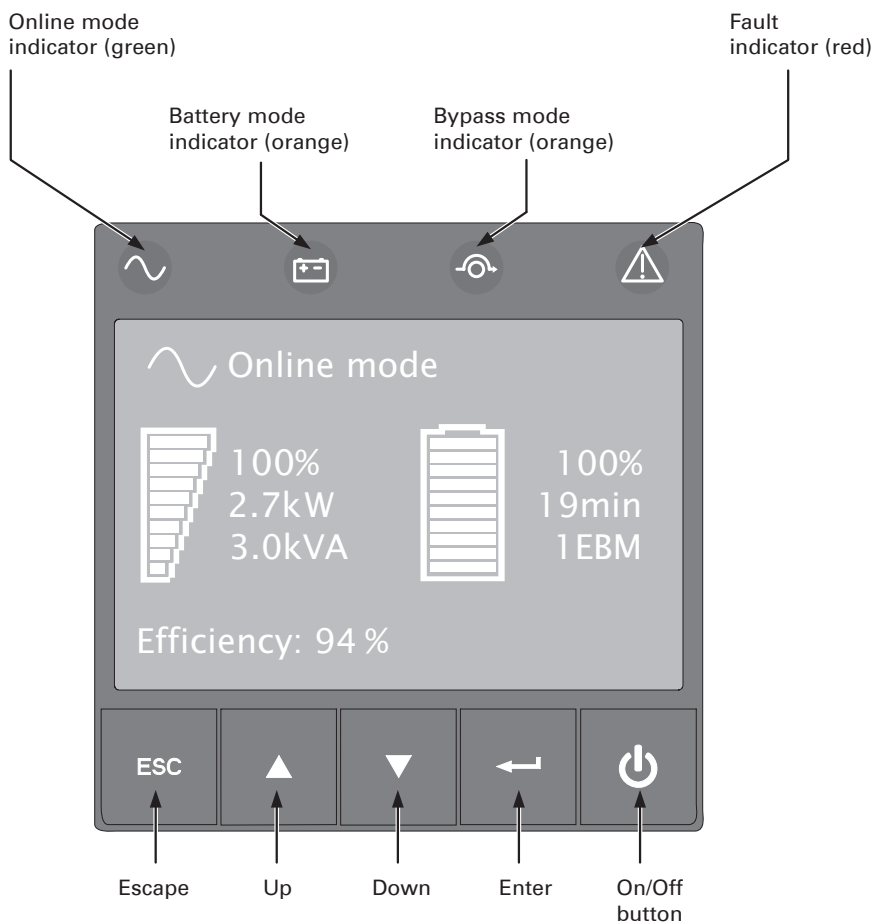 Online mode
indicator (green)
Fault
indicator (red)
Battery mode
indicator (orange)
Bypass mode
indicator (orange)
Online mode
100%
2.7kW
3.0kVA
100%
19min
1EBM
Efficiency: 94 %
ESC
Escape
Up
Down
Enter
On/Off
button